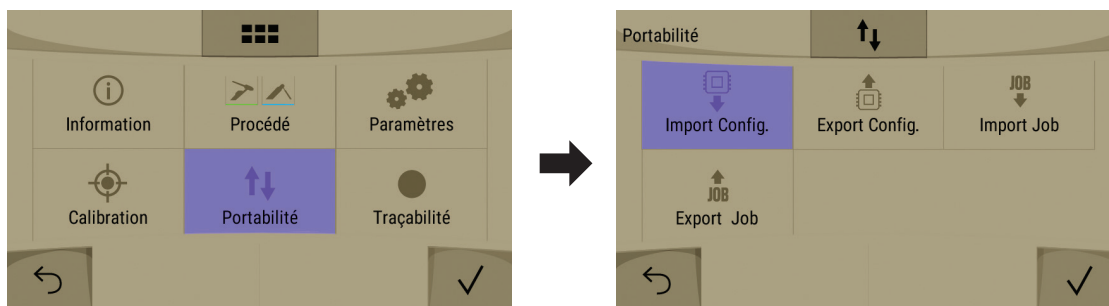 Information
Procédé
Paramètres
Calibration
Portabilité
Traçabilité
Portabilité
Import Config.
Export Config.
JOB
Import Job
JOB
Export Job